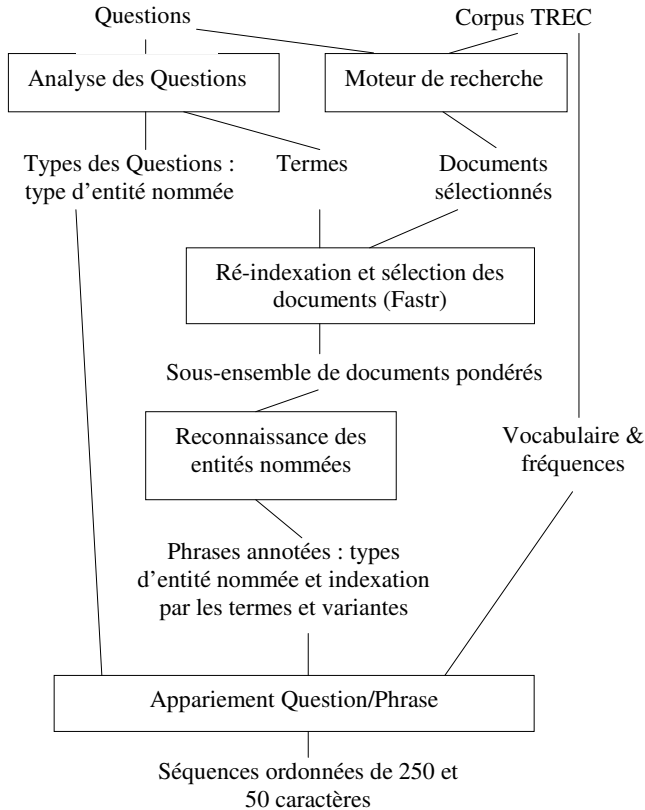 Questions
Corpus TREC
Analyse des Questions
Moteur de recherche
Types des Questions :
type d'entité nommée
Termes
Documents
sélectionnés
Ré-indexation et sélection des
documents (Fastr)
Sous-ensemble de documents pondérés
Reconnaissance des
entités nommées
Vocabulaire &
fréquences
Phrases annotées : types
d'entité nommée et indexation
par les termes et variantes
Appariement Question/Phrase
Séquences ordonnées de 250 et
50 caractères